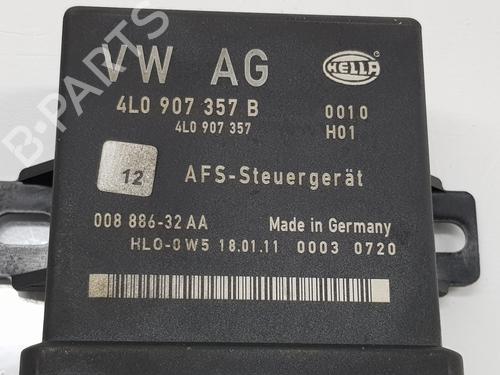 VW AG
HELLA
4L0 907 357 B
0010
4L0 907 357
H01
12
AFS-Steuergerät
008 886-32 AA
Made in Germany
HLO-0W5 18.01.11 0003 0720
B-PARTS